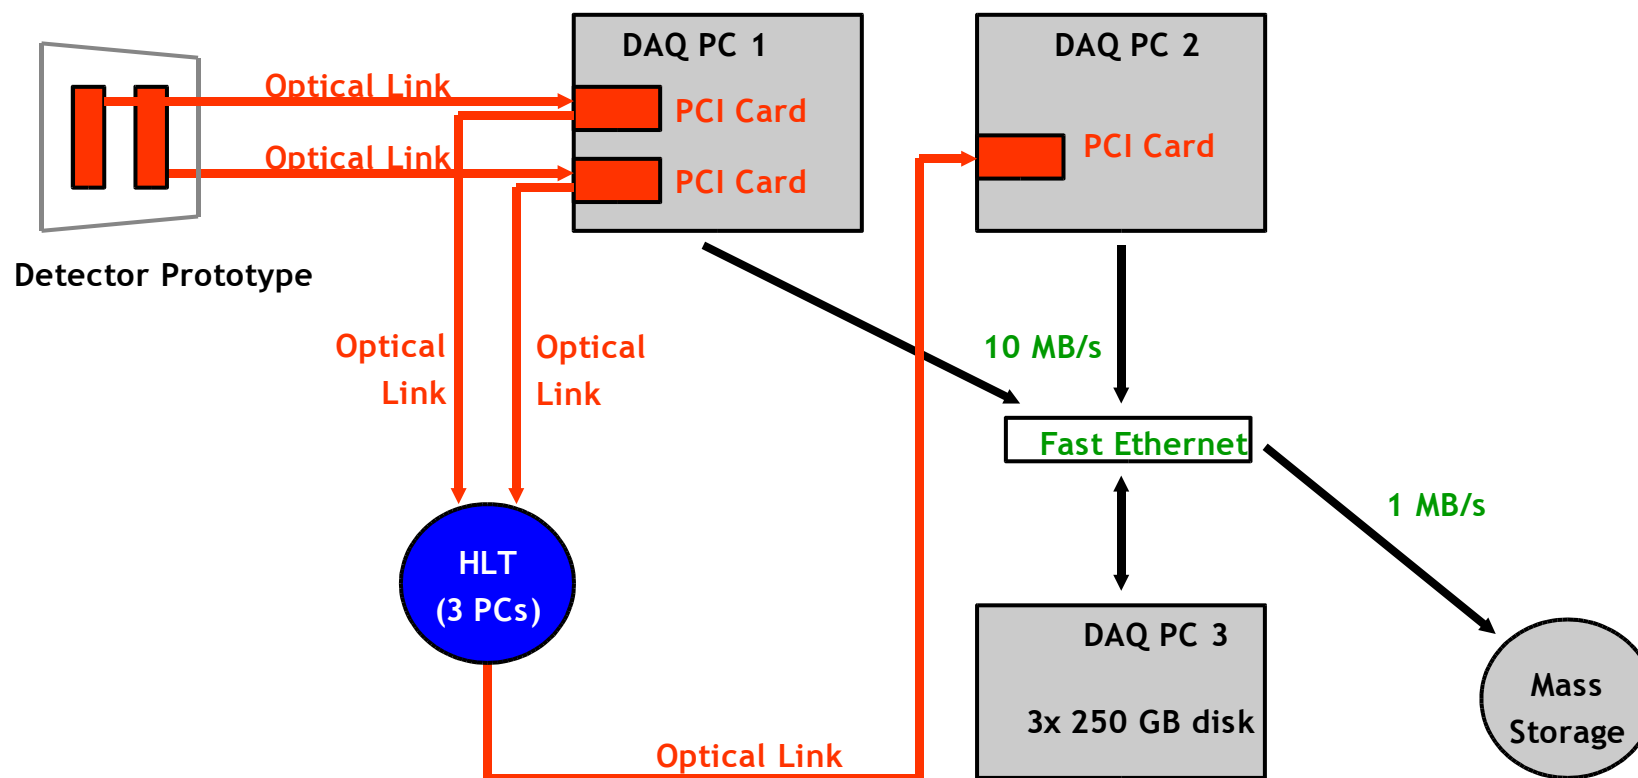 DAQ PC 1
DAQ PC 2
Optical Link
PCI Card
PCI Card
Optical Link
PCI Card
Detector Prototype
Optical
Link
Optical
Link
10 MB/s
Fast Ethernet
1 MB/s
HLT
(3 PCs)
DAQ PC 3
3x 250 GB disk
Mass
Storage
Optical Link